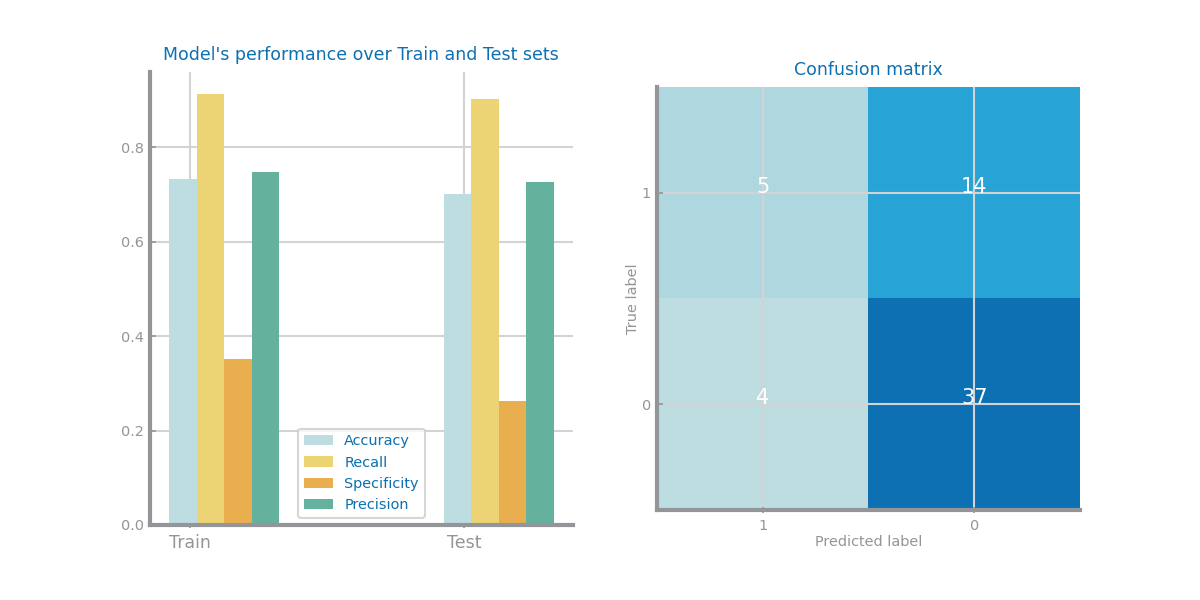 Model's performance over Train and Test sets
0.8
0.6
0.4
0.2
0.0
Accuracy
Recall
Specificity
Precision
Train
Test
Confusion matrix
True label
1
0
5
14
4
37
1
0
Predicted label